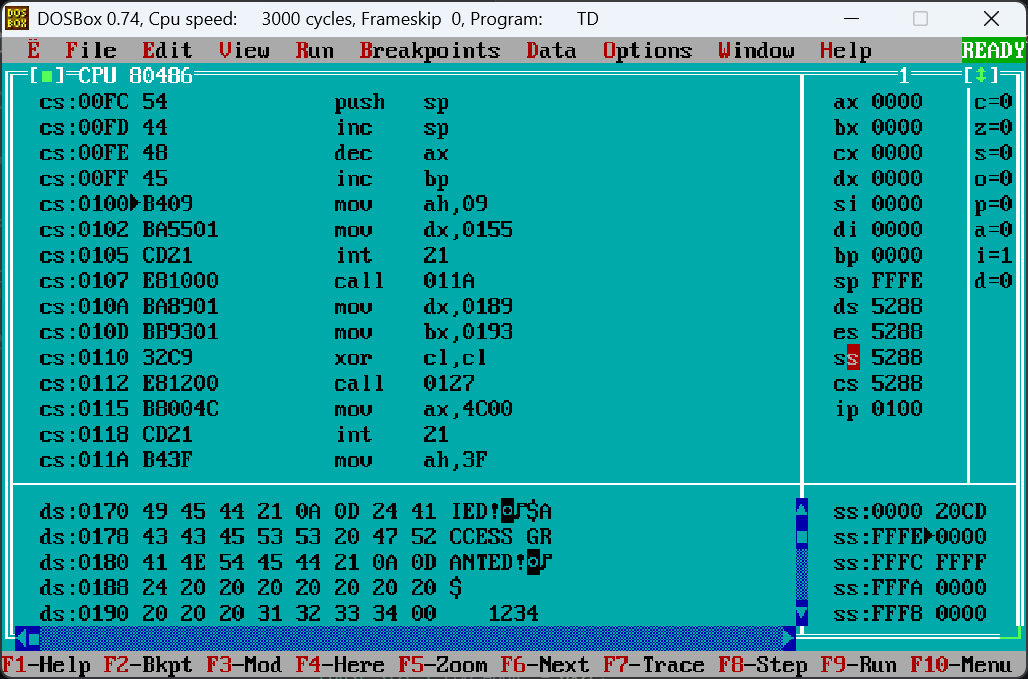 DOSBox 0.74, Cpu speed: 3000 cycles, Frameskip 0, Program: TD
Ë File Edit View Run Breakpoints Data Options Window Help READY
[■]=CPU 80486 1 [↕]
cs:00FC 54 push sp ax 0000 c=0
cs:00FD 44 inc sp bx 0000 z=0
cs:00FE 48 dec ax cx 0000 s=0
cs:00FF 45 inc bp dx 0000 o=0
cs:0100►B409 mov ah,09 si 0000 p=0
cs:0102 BA5501 mov dx,0155 di 0000 a=0
cs:0105 CD21 int 21 bp 0000 i=1
cs:0107 E81000 call 011A sp FFFE d=0
cs:010A BA8901 mov dx,0189 ds 5288
cs:010D BB9301 mov bx,0193 es 5288
cs:0110 32C9 xor cl,cl ss 5288
cs:0112 E81200 call 0127 cs 5288
cs:0115 B8004C mov ax,4C00 ip 0100
cs:0118 CD21 int 21
cs:011A B43F mov ah,3F
ds:0170 49 45 44 21 0A 0D 24 41 IED!◙♪$A ss:0000 20CD
ds:0178 43 43 45 53 53 20 47 52 CCESS GR ss:FFFE►0000
ds:0180 41 4E 54 45 44 21 0A 0D ANTED!◙♪ ss:FFFC FFFF
ds:0188 24 20 20 20 20 20 20 20 $ ss:FFFA 0000
ds:0190 20 20 20 31 32 33 34 00 1234 ss:FFF8 0000
F1-Help F2-Bkpt F3-Mod F4-Here F5-Zoom F6-Next F7-Trace F8-Step F9-Run F10-Menu